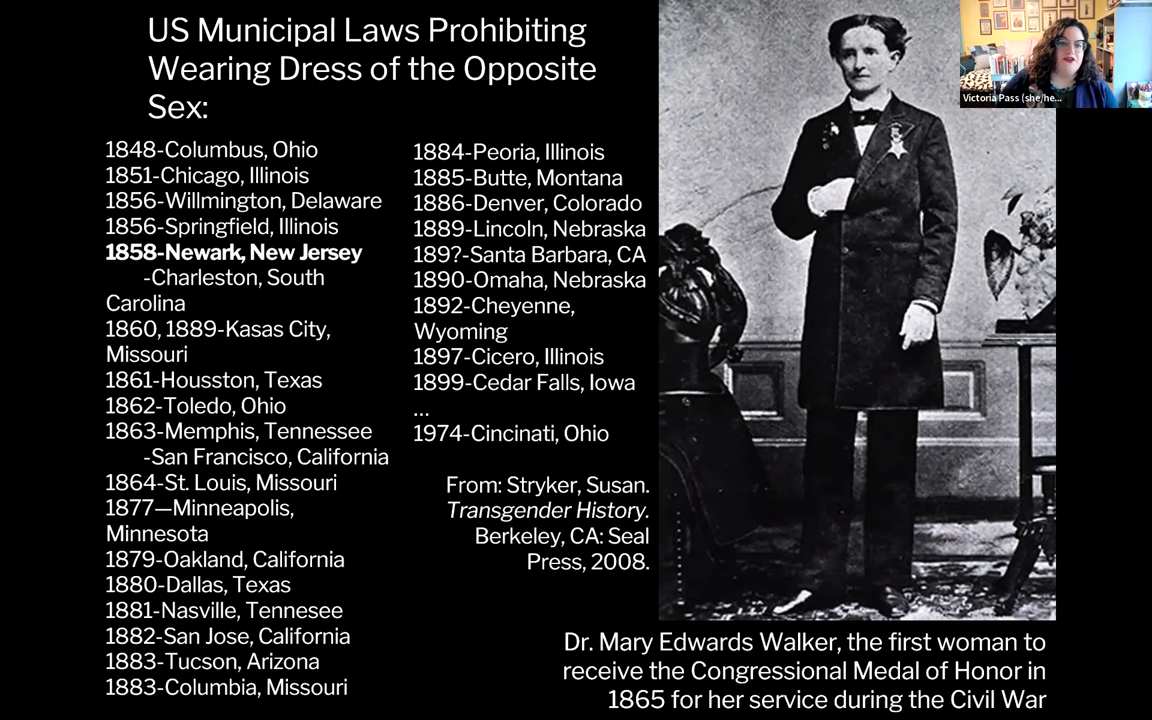 US Municipal Laws Prohibiting
Wearing Dress of the Opposite
Sex:
1848-Columbus, Ohio
1851-Chicago, Illinois
1856-Willmington, Delaware
1856-Springfield, Illinois
1858-Newark, New Jersey
-Charleston, South
Carolina
1860, 1889-Kasas City,
Missouri
1861-Housston, Texas
1862-Toledo, Ohio
1863-Memphis, Tennessee
-San Francisco, California
1864-St. Louis, Missouri
1877—Minneapolis,
Minnesota
1879-Oakland, California
1880-Dallas, Texas
1881-Nasville, Tennesee
1882-San Jose, California
1883-Tucson, Arizona
1883-Columbia, Missouri
1884-Peoria, Illinois
1885-Butte, Montana
1886-Denver, Colorado
1889-Lincoln, Nebraska
189?-Santa Barbara, CA
1890-Omaha, Nebraska
1892-Cheyenne,
Wyoming
1897-Cicero, Illinois
1899-Cedar Falls, Iowa
...
1974-Cincinati, Ohio
From: Stryker, Susan.
Transgender History.
Berkeley, CA: Seal
Press, 2008.
Dr. Mary Edwards Walker, the first woman to
receive the Congressional Medal of Honor in
1865 for her service during the Civil War
Victoria Pass (she/he...